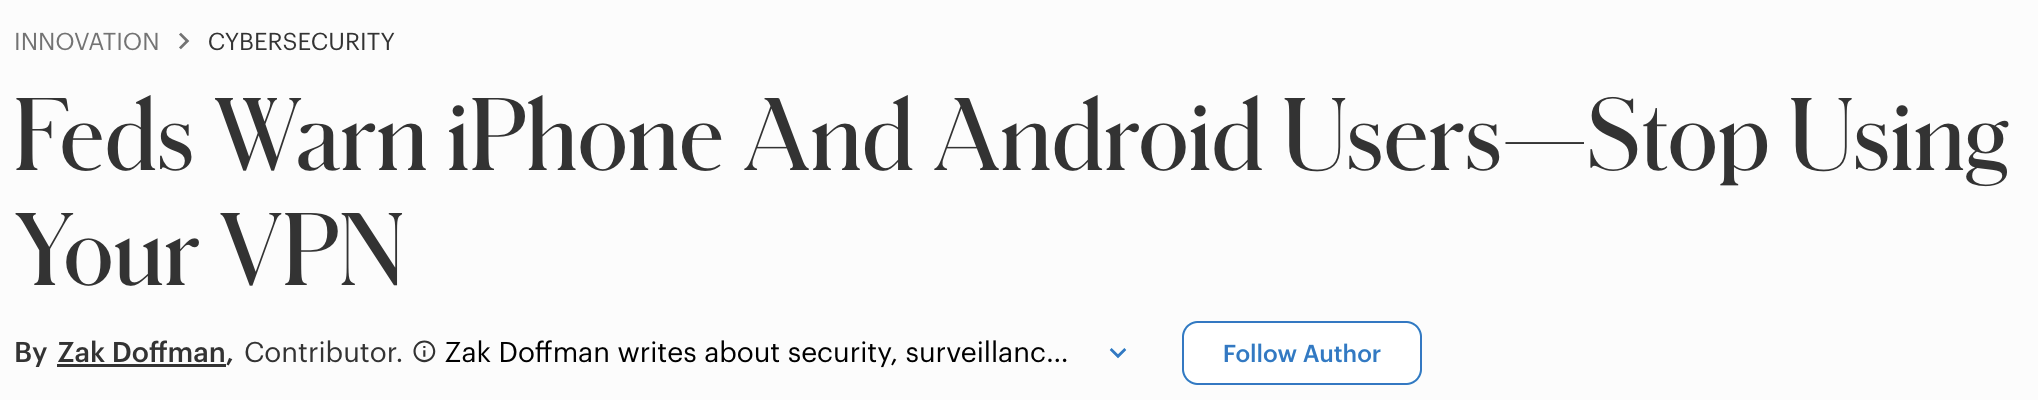 INNOVATION > CYBERSECURITY
Feds Warn iPhone And Android Users—Stop Using
Your VPN
By Zak Doffman, Contributor. ⓘ Zak Doffman writes about security, surveillanc... Follow Author